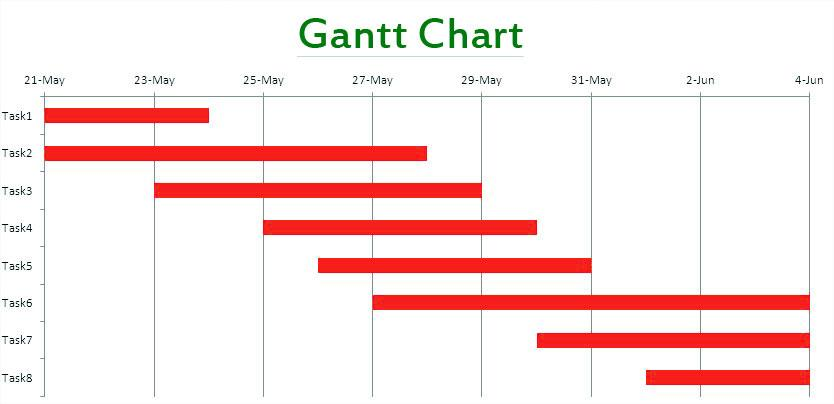 Gantt Chart
21-May 23-May 25-May 27-May 29-May 31-May 2-Jun 4-Jun
Task1
Task2
Task3
Task4
Task5
Task6
Task7
Task8